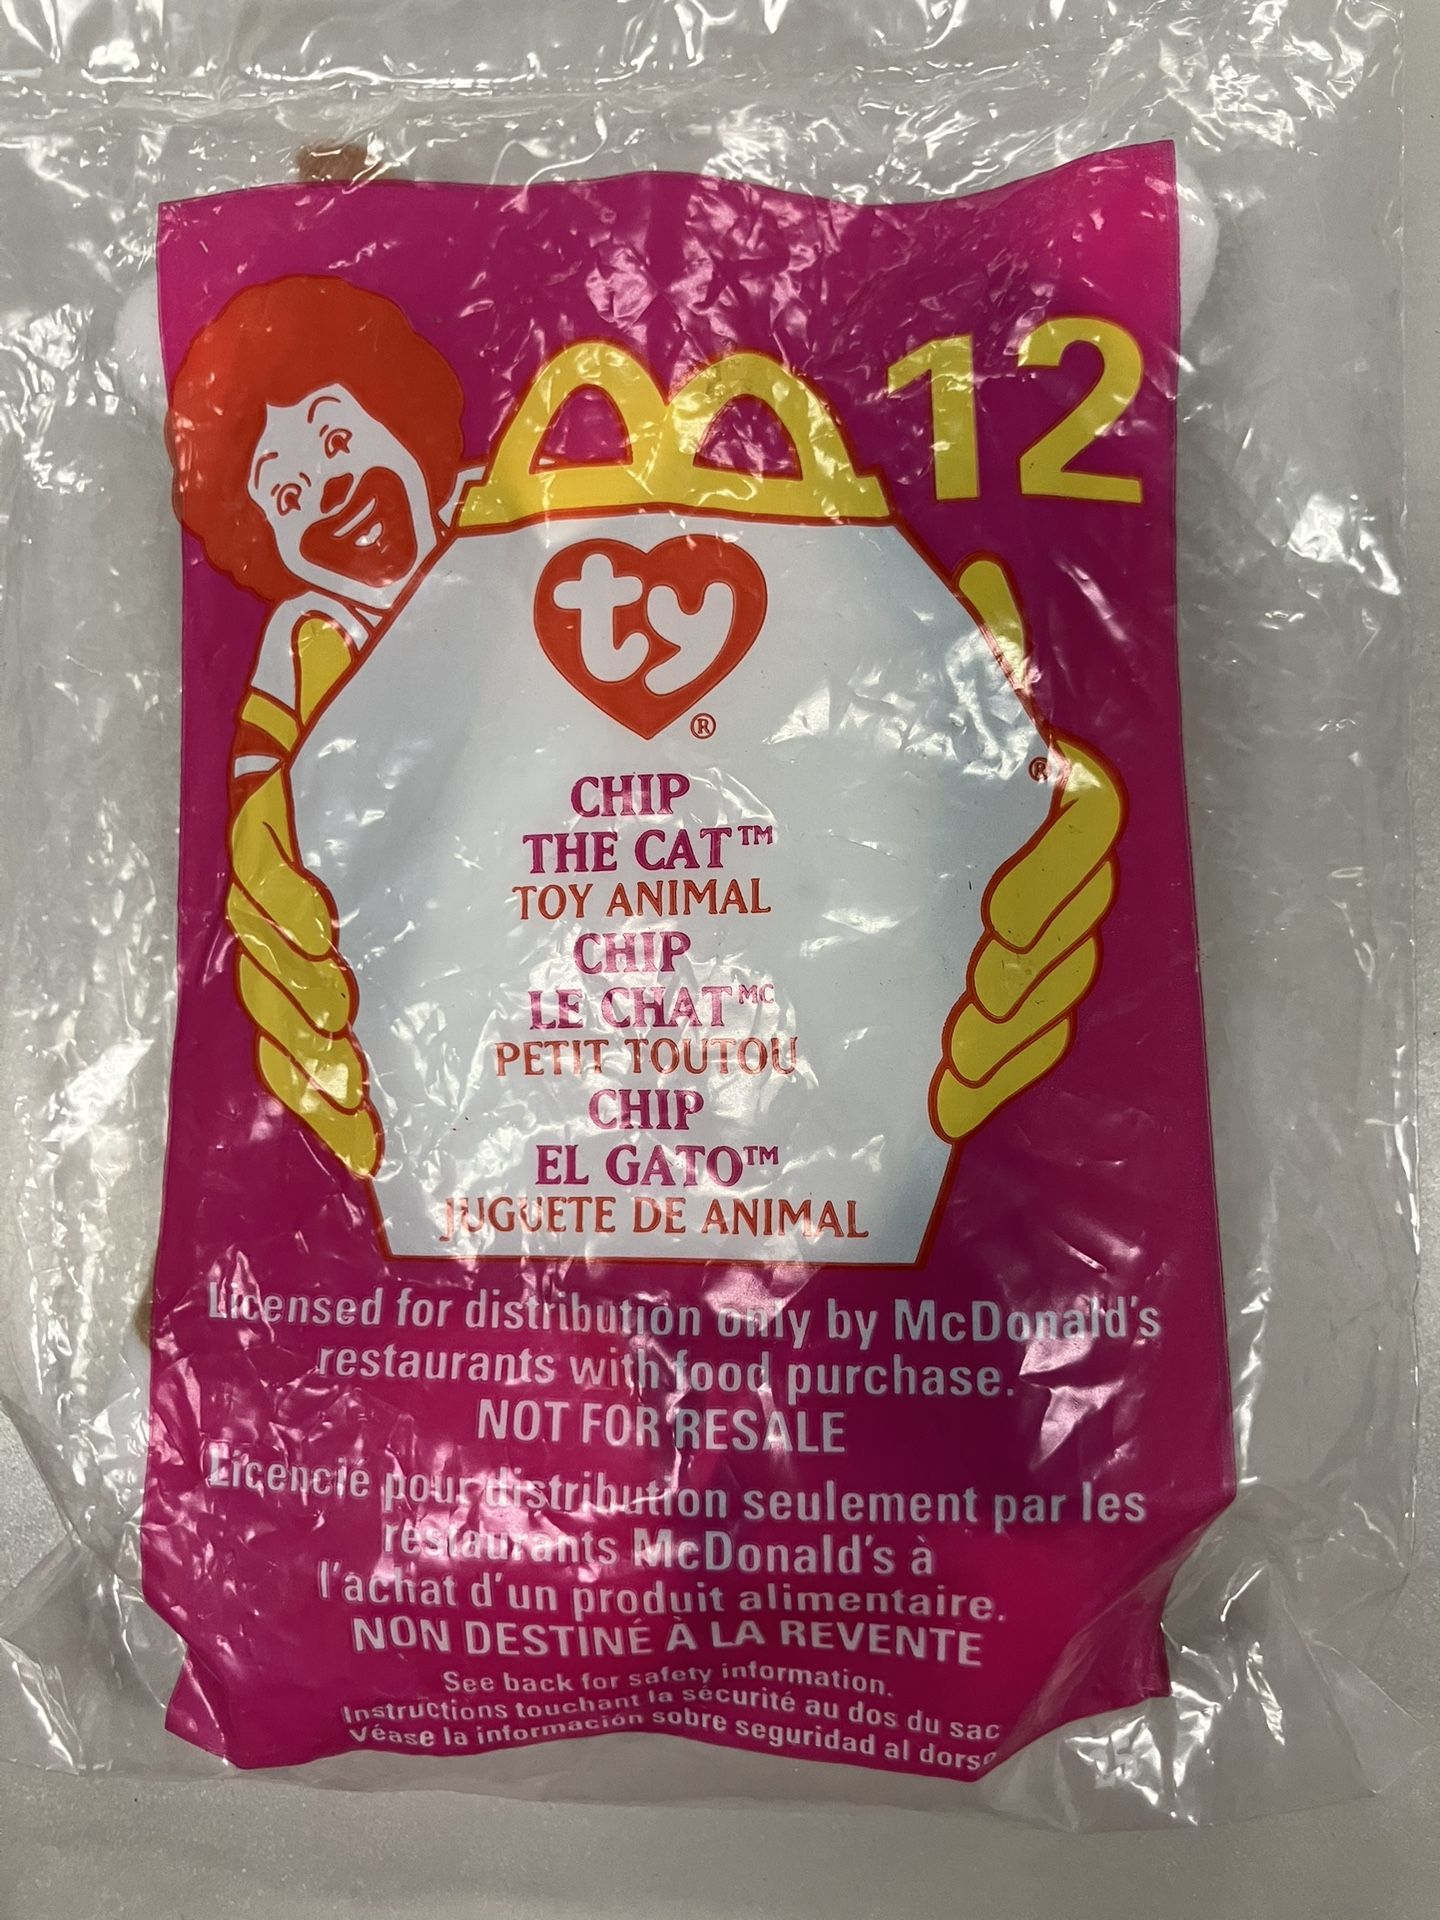 12
ty
®
®
CHIP
THE CAT™
TOY ANIMAL
CHIP
LE CHAT MC
PETIT TOUTOU
CHIP
EL GATO™
JUGUETE DE ANIMAL
Licensed for distribution only by McDonald's
restaurants with food purchase.
NOT FOR RESALE
Licencié pour distribution seulement par les
restaurants McDonald's à
l'achat d'un produit alimentaire.
NON DESTINÉ À LA REVENTE
See back for safety information.
Instructions touchant la sécurité au dos du sac
Véase la información sobre seguridad al dorso